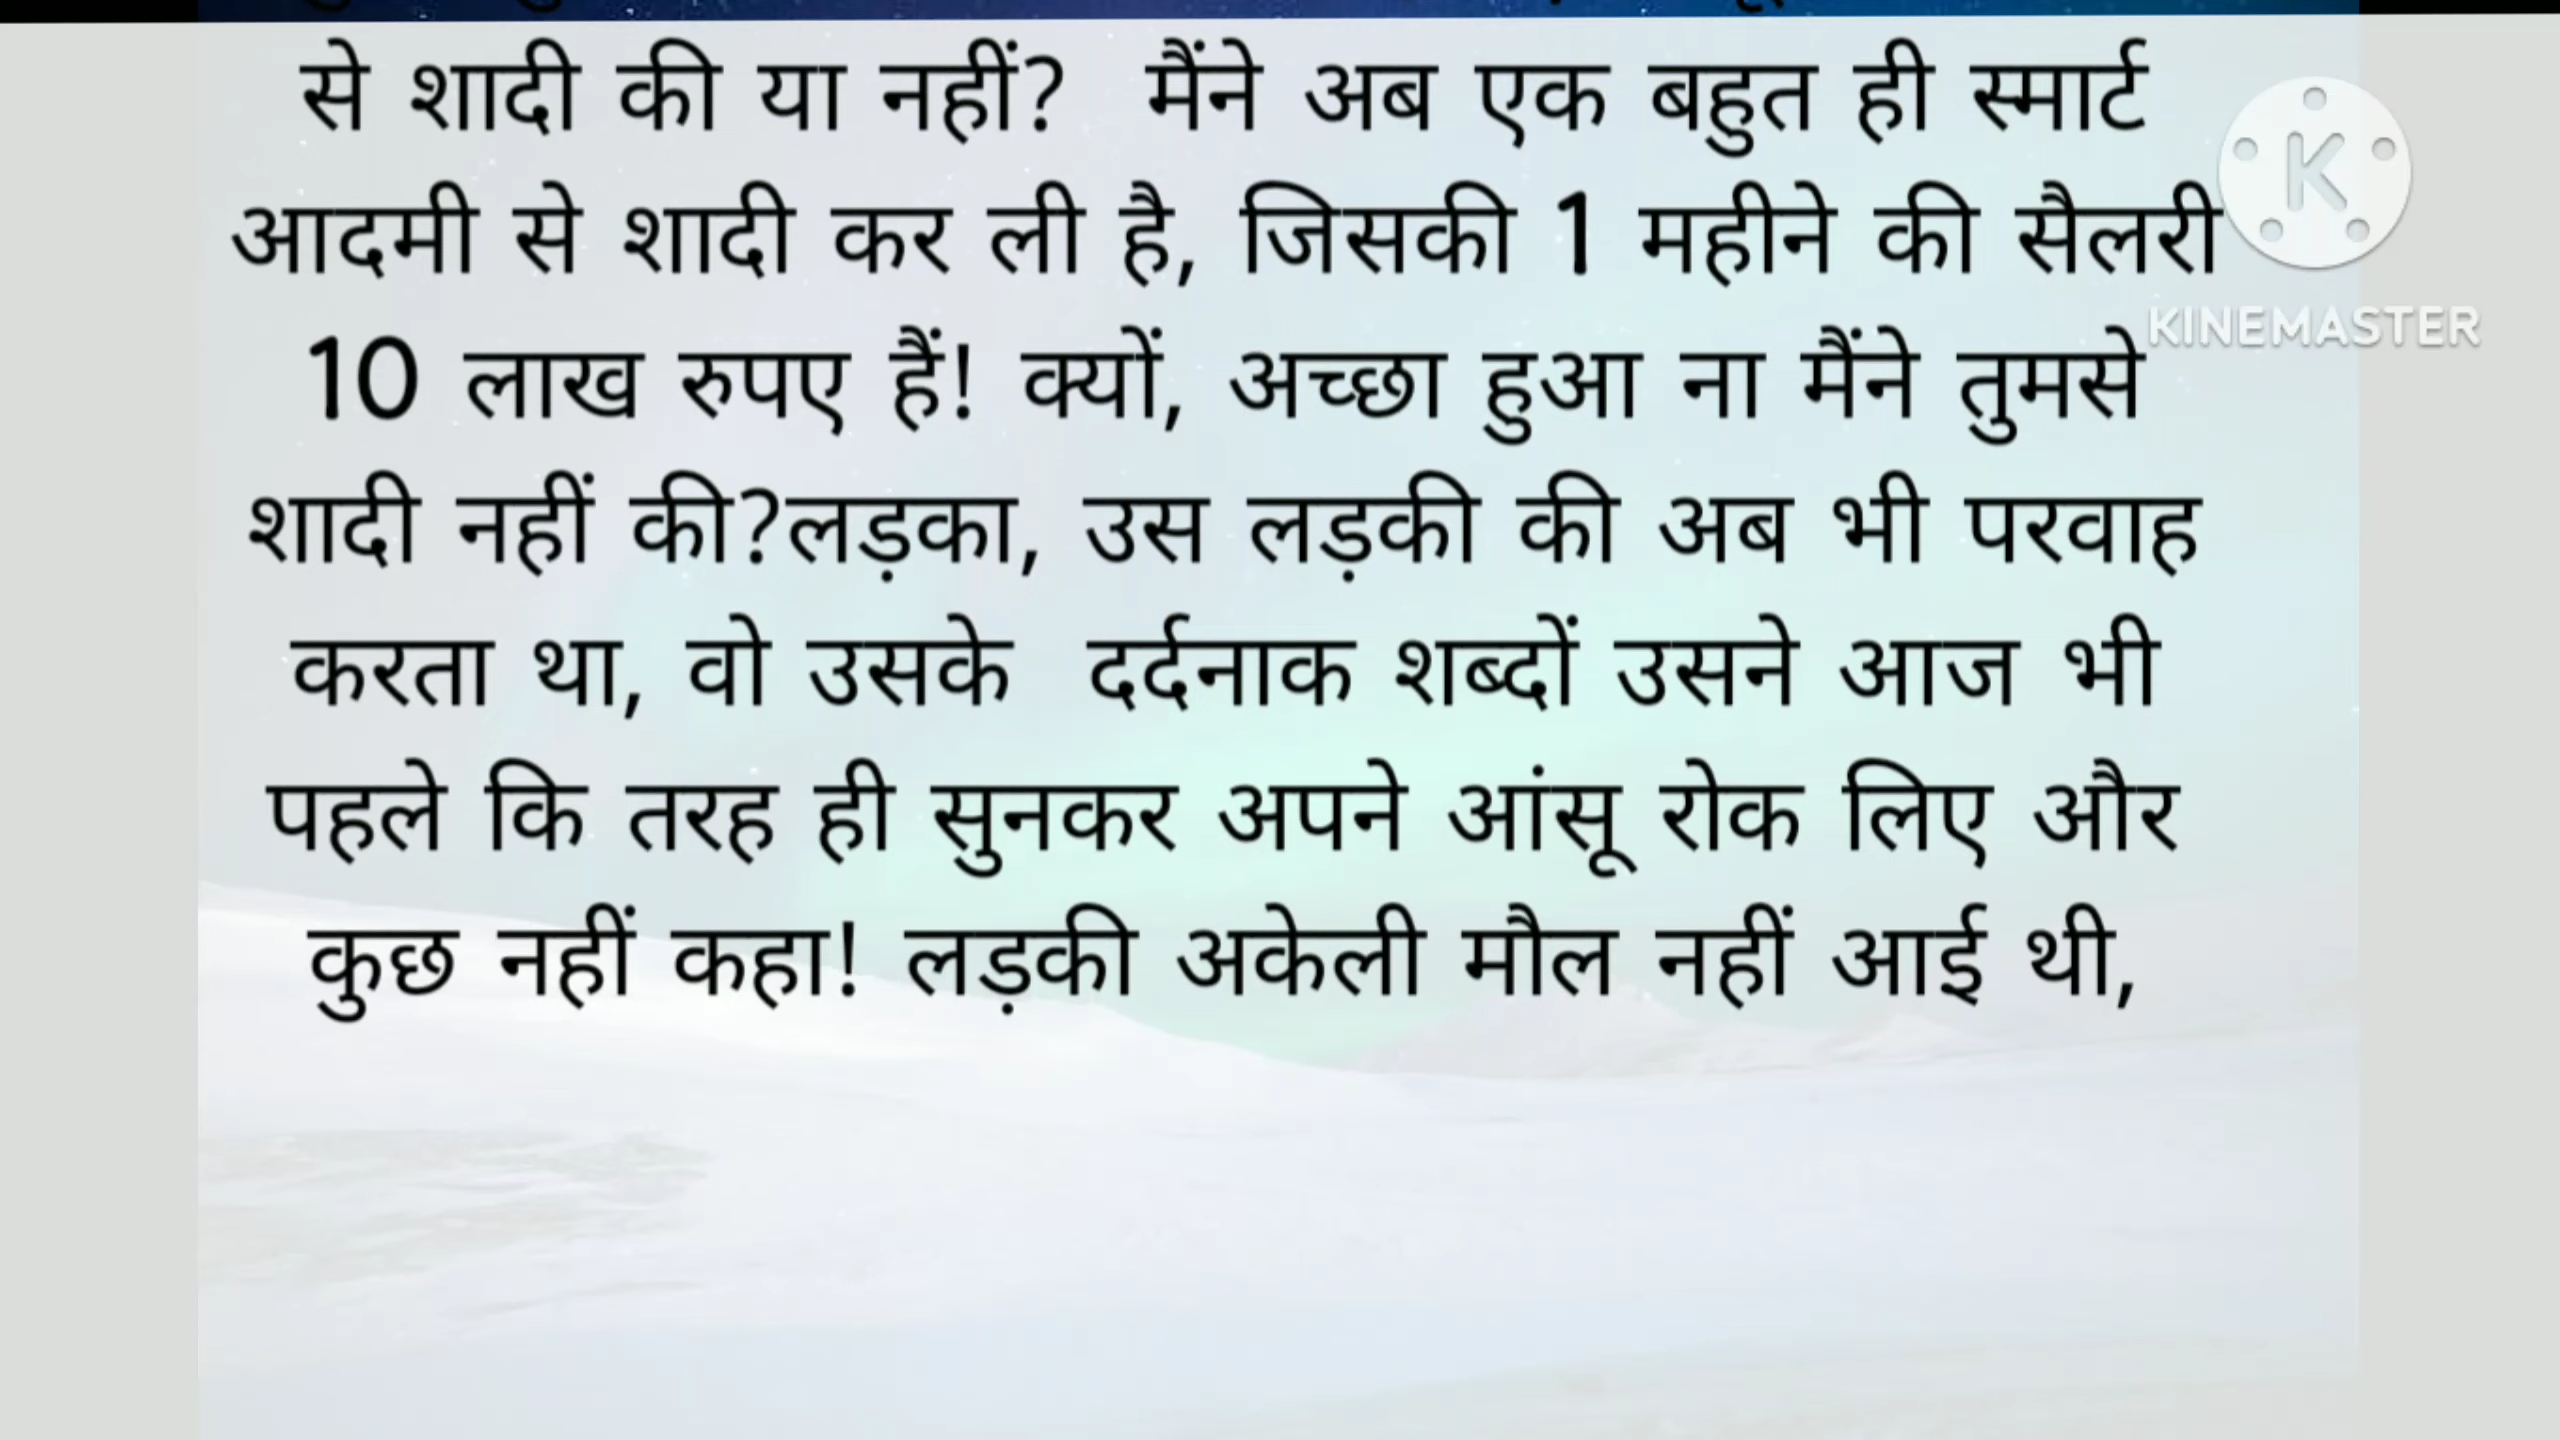 से शादी की या नहीं?  मैंने अब एक बहुत ही स्मार्ट
आदमी से शादी कर ली है, जिसकी 1 महीने की सैलरी
10 लाख रुपए हैं! क्यों, अच्छा हुआ ना मैंने तुमसे
शादी नहीं की?लड़का, उस लड़की की अब भी परवाह
करता था, वो उसके  दर्दनाक शब्दों उसने आज भी
पहले कि तरह ही सुनकर अपने आंसू रोक लिए और
कुछ नहीं कहा! लड़की अकेली मौल नहीं आई थी,
K
KINEMASTER